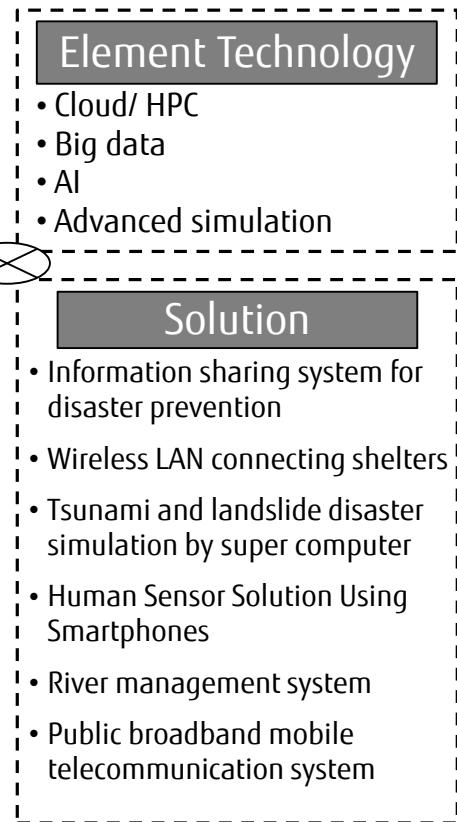 Element Technology
• Cloud/ HPC
• Big data
• AI
• Advanced simulation
Solution
• Information sharing system for
disaster prevention
• Wireless LAN connecting shelters
• Tsunami and landslide disaster
simulation by super computer
• Human Sensor Solution Using
Smartphones
• River management system
• Public broadband mobile
telecommunication system